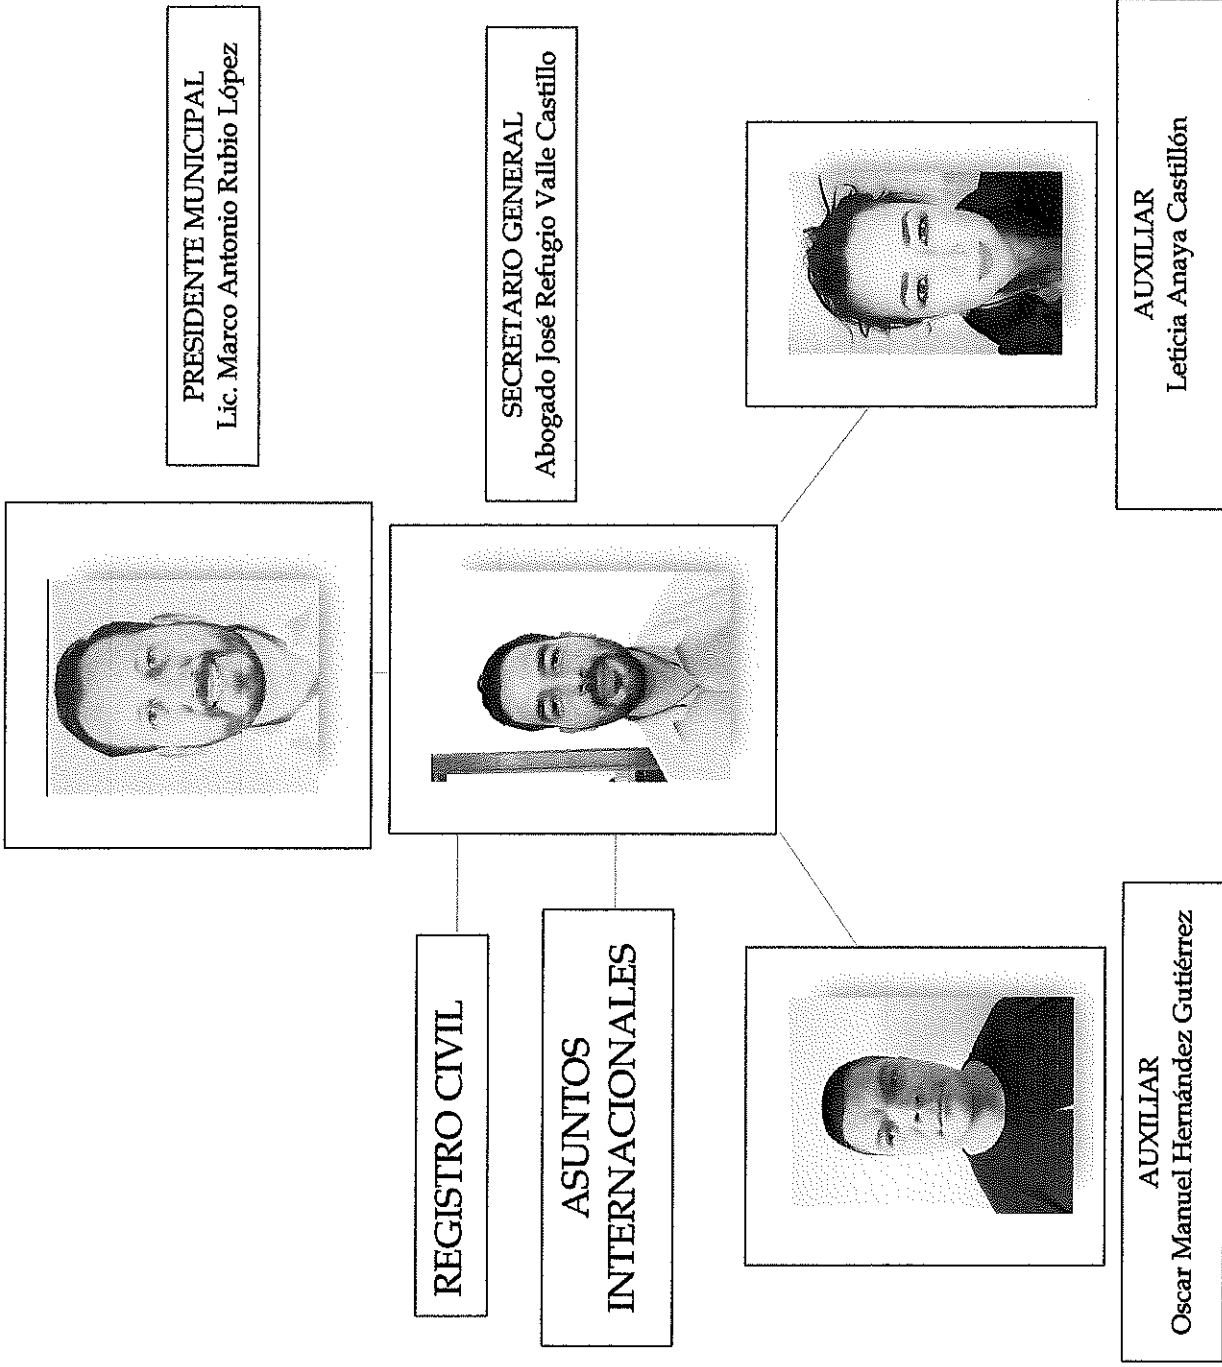 PRESIDENTE MUNICIPAL
Lic. Marco Antonio Rubio López
SECRETARIO GENERAL
Abogado José Refugio Valle Castillo
REGISTRO CIVIL
ASUNTOS
INTERNACIONALES
AUXILIAR
Oscar Manuel Hernández Gutiérrez
AUXILIAR
Leticia Anaya Castillón